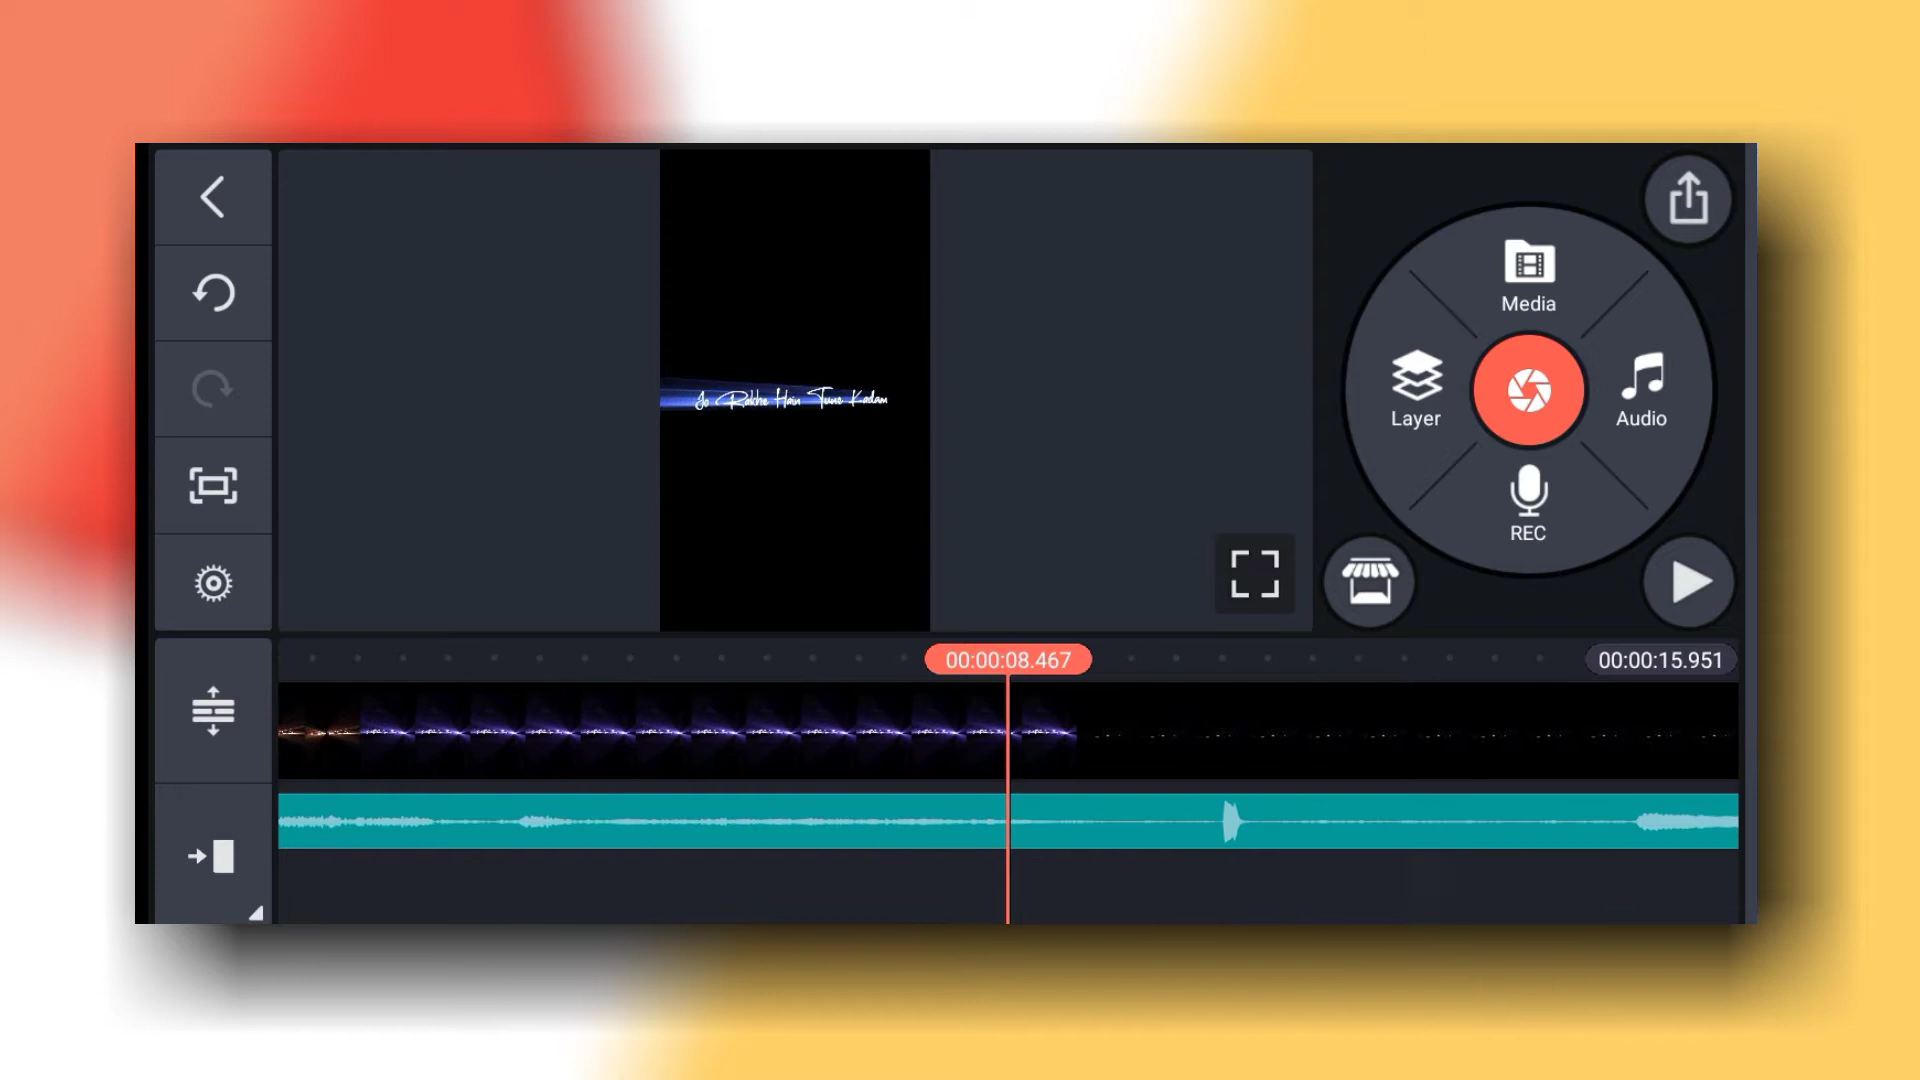 Media
Layer
Audio
REC
Jo Rakhe Hain Tune Kadam
00:00:08.467
00:00:15.951